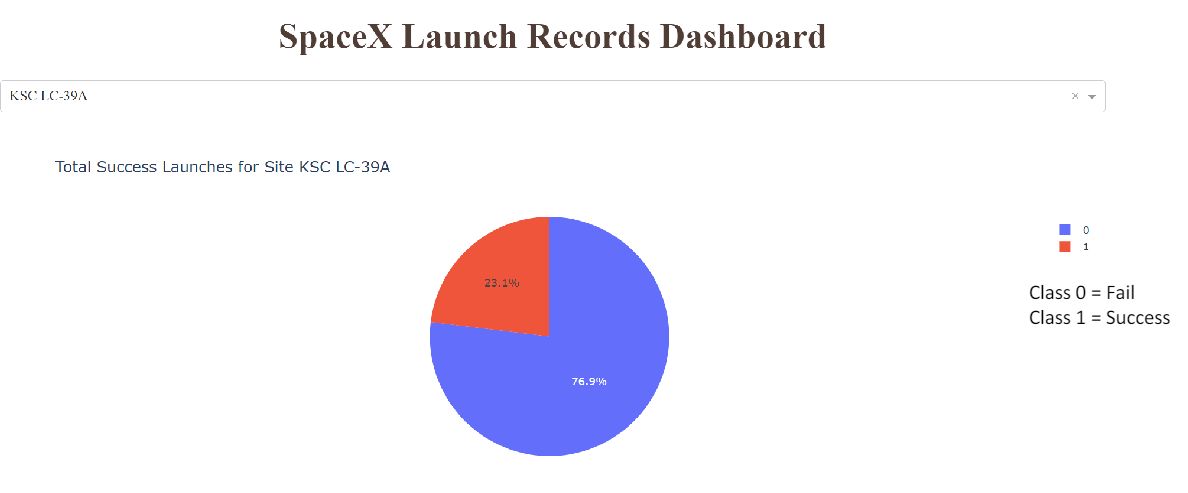 SpaceX Launch Records Dashboard
KSC LC-39A
×
Total Success Launches for Site KSC LC-39A
0
1
23.1%
76.9%
Class 0 = Fail
Class 1 = Success